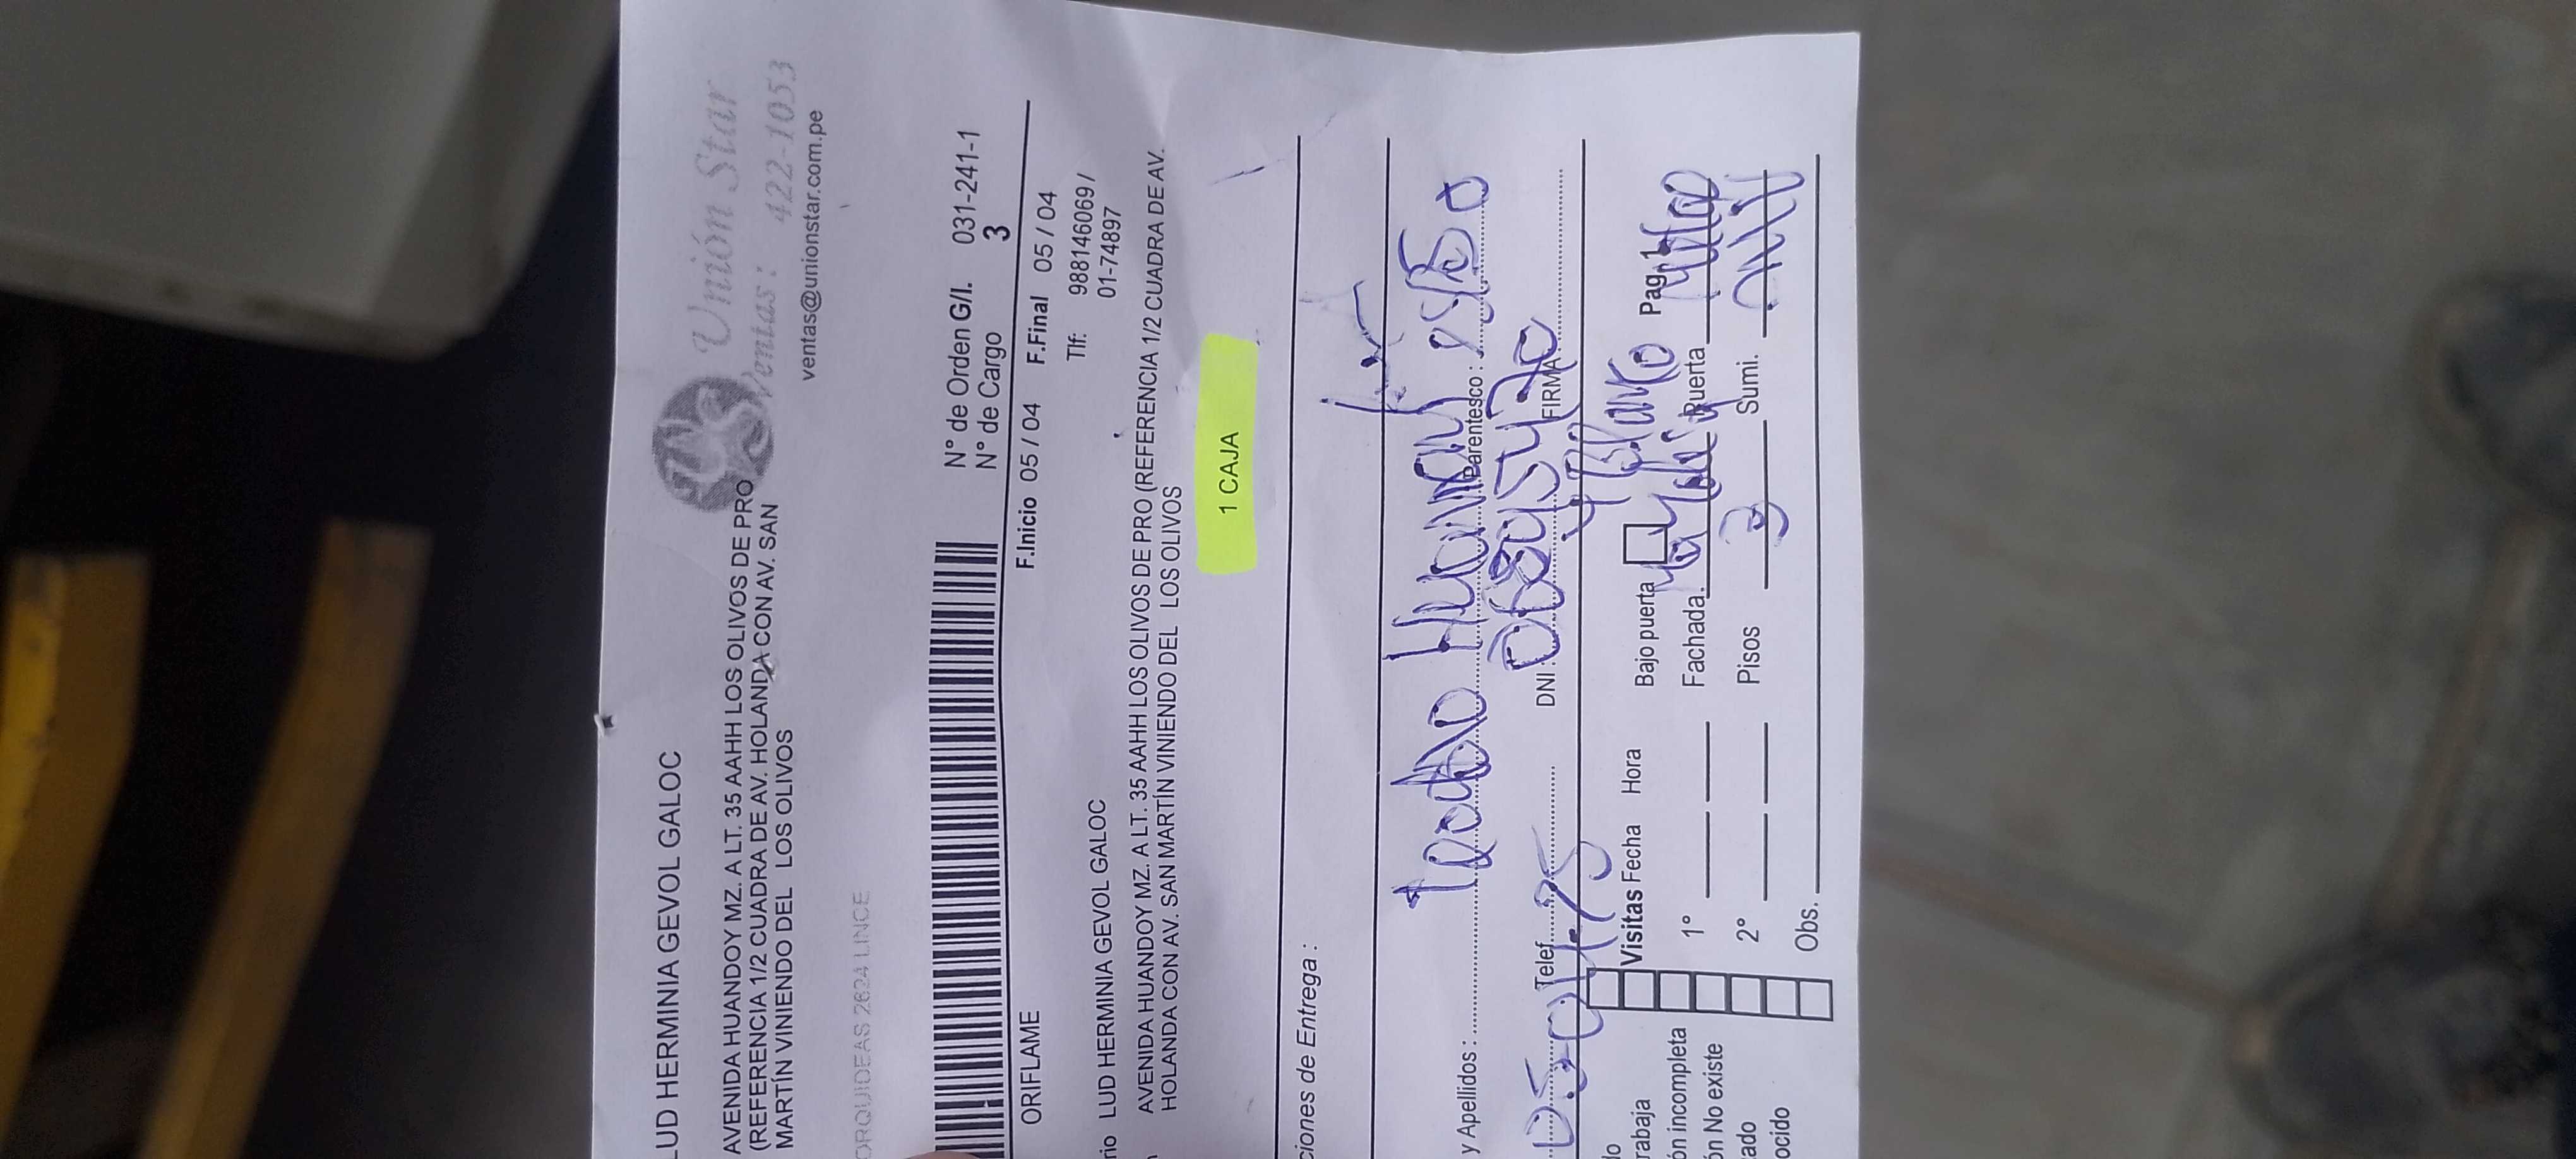 LUD HERMINIA GEVOL GALOC
Unión Star
Ventas : 422-1053
ventas@unionstar.com.pe
AVENIDA HUANDOY MZ. A LT. 35 AAHH LOS OLIVOS DE PRO
(REFERENCIA 1/2 CUADRA DE AV. HOLANDA CON AV. SAN
MARTÍN VINIENDO DEL LOS OLIVOS
ORQUIDEAS 2624 LINCE
N° de Orden G/I. 031-241-1
N° de Cargo 3
ORIFLAME F.Inicio 05 / 04 F.Final 05 / 04
rio LUD HERMINIA GEVOL GALOC Tlf: 988146069 /
01-74897
AVENIDA HUANDOY MZ. A LT. 35 AAHH LOS OLIVOS DE PRO (REFERENCIA 1/2 CUADRA DE AV.
HOLANDA CON AV. SAN MARTÍN VINIENDO DEL LOS OLIVOS
1 CAJA
ciones de Entrega :
y Apellidos : Parentesco :
Telef. DNI FIRMA
Visitas Fecha Hora Bajo puerta Pag.1
rabaja
ón incompleta 1° Fachada. Puerta
ón No existe
ado 2° Pisos 3 Sumi.
ocido Obs.